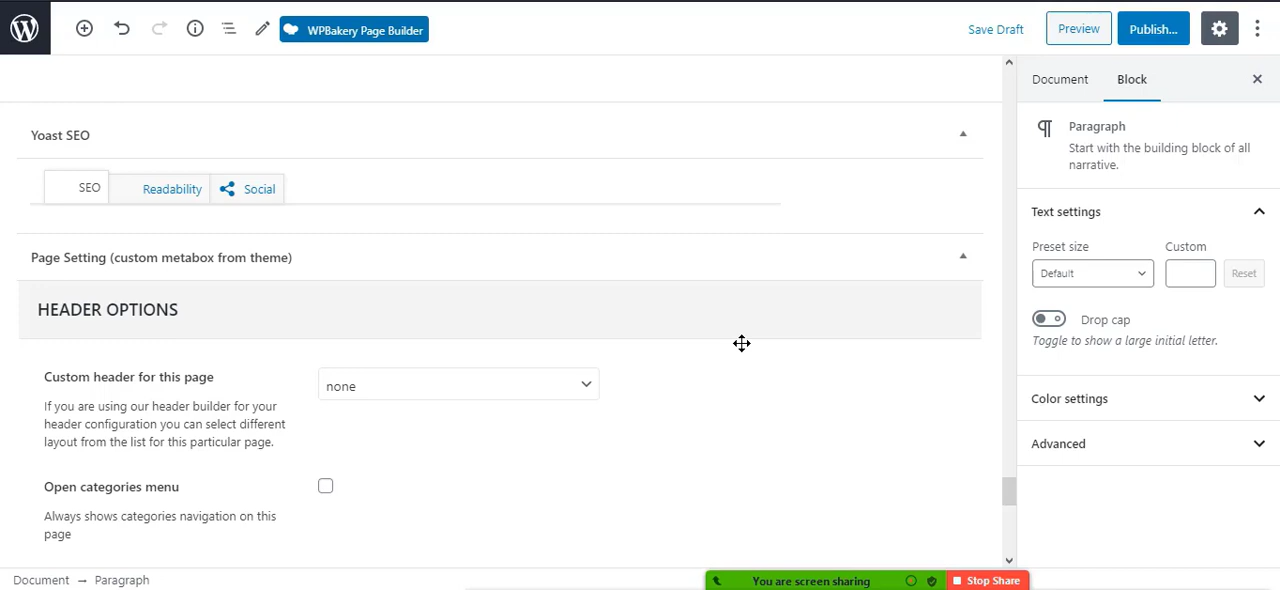 WPBakery Page Builder
Save Draft
Preview
Publish...
Document
Block
Yoast SEO
SEO
Readability
Social
Page Setting (custom metabox from theme)
HEADER OPTIONS
Custom header for this page
none
If you are using our header builder for your
header configuration you can select different
layout from the list for this particular page.
Open categories menu
Always shows categories navigation on this
page
Paragraph
Start with the building block of all
narrative.
Text settings
Preset size
Custom
Default
Reset
Drop cap
Toggle to show a large initial letter.
Color settings
Advanced
Document → Paragraph
You are screen sharing
Stop Share